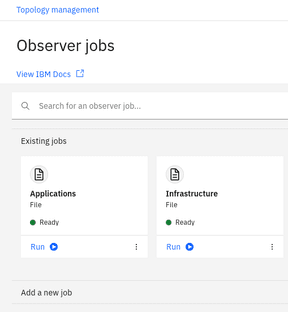 Topology management
Observer jobs
View IBM Docs
Search for an observer job...
Existing jobs
Applications
File
Ready
Run
Infrastructure
File
Ready
Run
Add a new job